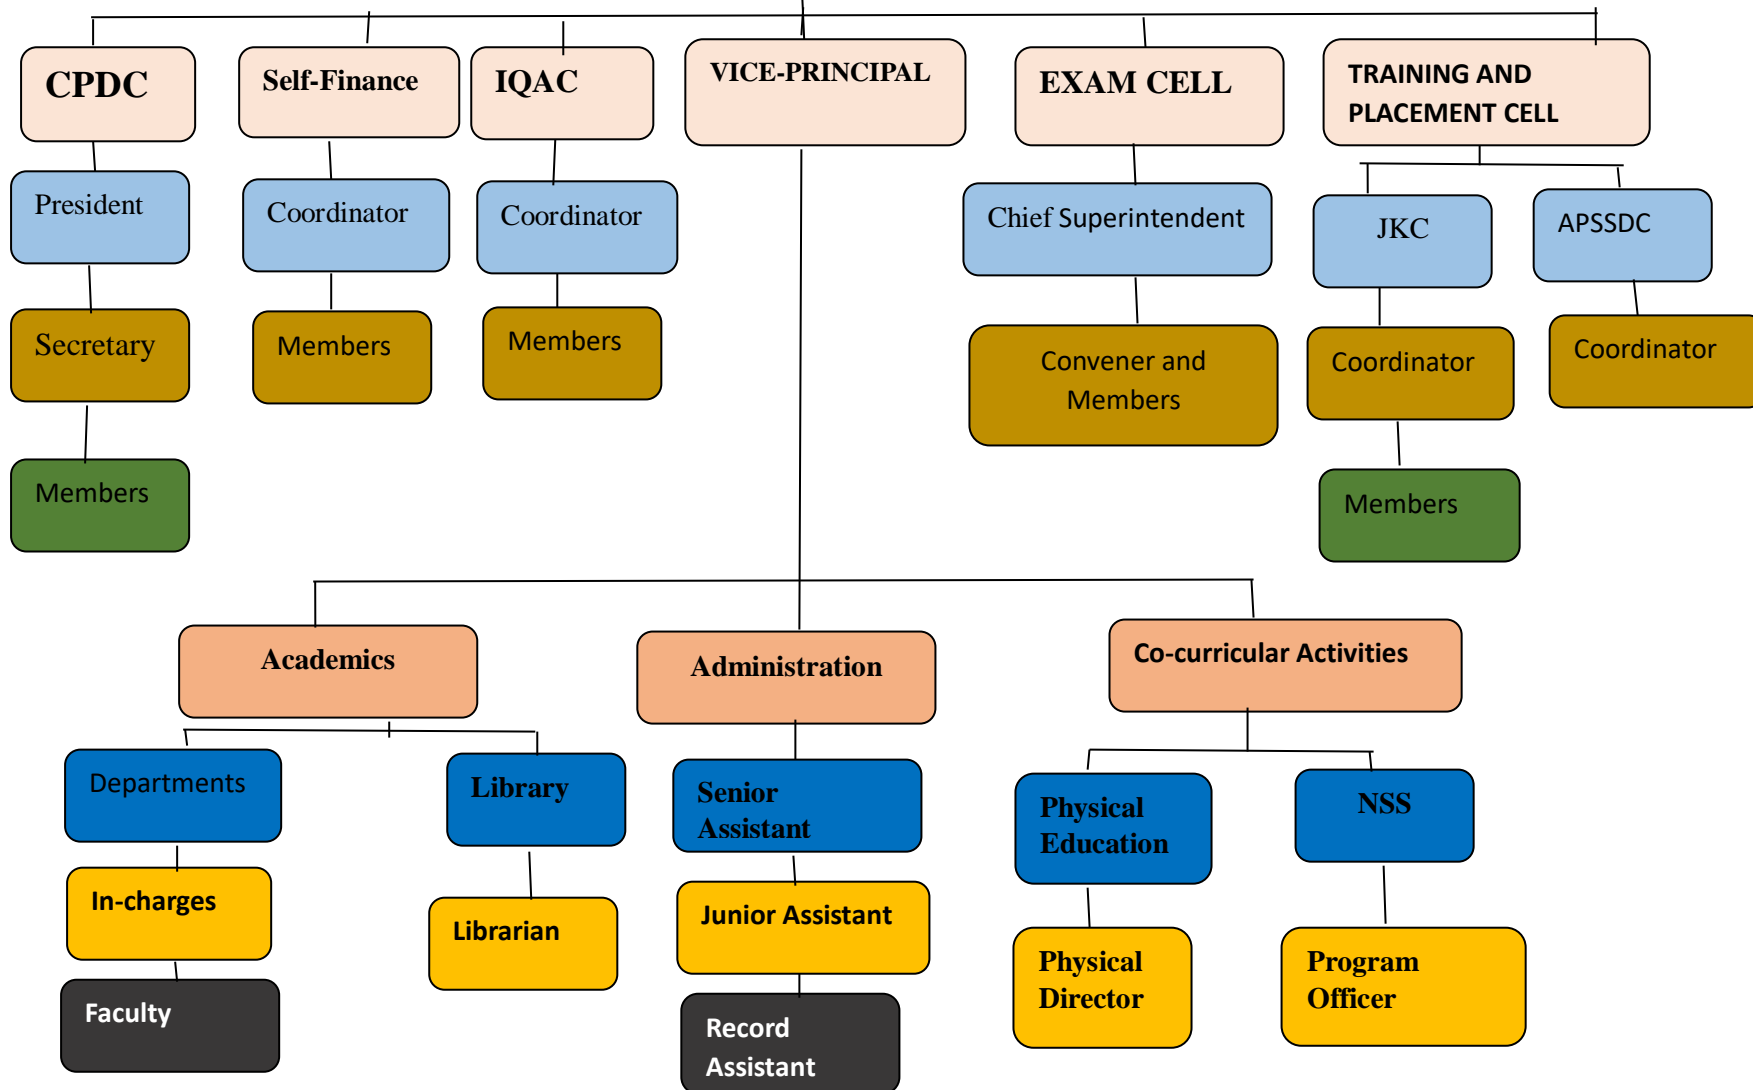 CPDC
Self-Finance
IQAC
VICE-PRINCIPAL
EXAM CELL
TRAINING AND
PLACEMENT CELL
President
Coordinator
Coordinator
Chief Superintendent
JKC
APSSDC
Secretary
Members
Members
Convener and
Members
Coordinator
Coordinator
Members
Members
Academics
Administration
Co-curricular Activities
Departments
Library
Senior
Assistant
Physical
Education
NSS
In-charges
Librarian
Junior Assistant
Physical
Director
Program
Officer
Faculty
Record
Assistant